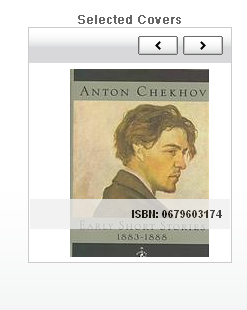 Selected Covers
ANTON CHEKHOV
ISBN: 0679603174
EARLY SHORT STORIES
1883-1888